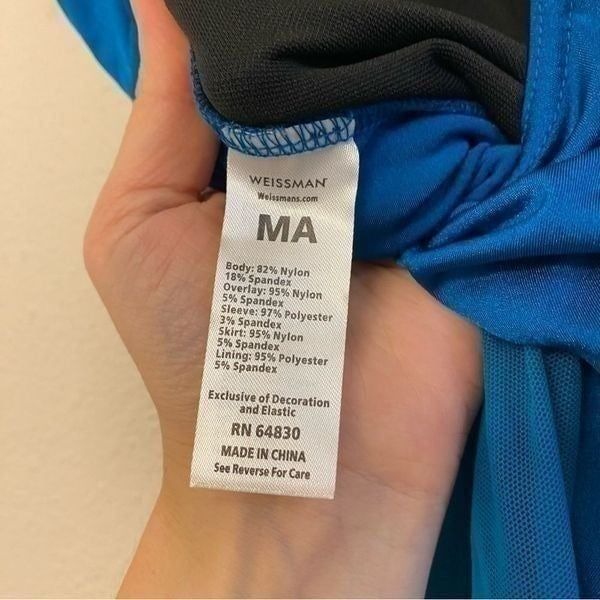 WEISSMAN
Weissmans.com
MA
Body: 82% Nylon
18% Spandex
Overlay: 95% Nylon
5% Spandex
Sleeve: 97% Polyester
3% Spandex
Skirt: 95% Nylon
5% Spandex
Lining: 95% Polyester
5% Spandex
Exclusive of Decoration
and Elastic
RN 64830
MADE IN CHINA
See Reverse For Care